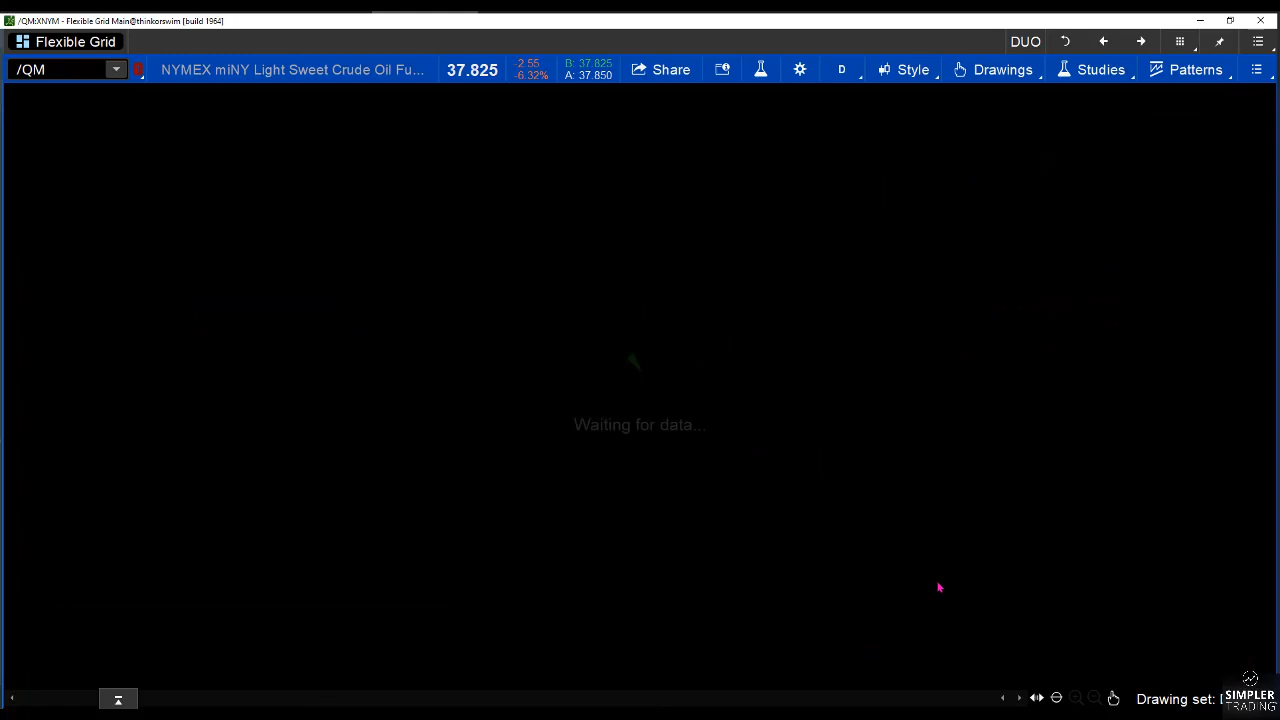 /QM:XNYM - Flexible Grid Main@thinkorswim [build 1964]
Flexible Grid
DUO
/QM
NYMEX miNY Light Sweet Crude Oil Fu...
37.825
-2.55
-6.32%
B: 37.825
A: 37.850
Share
D
Style
Drawings
Studies
Patterns
Waiting for data...
Drawing set:
SIMPLER
TRADING